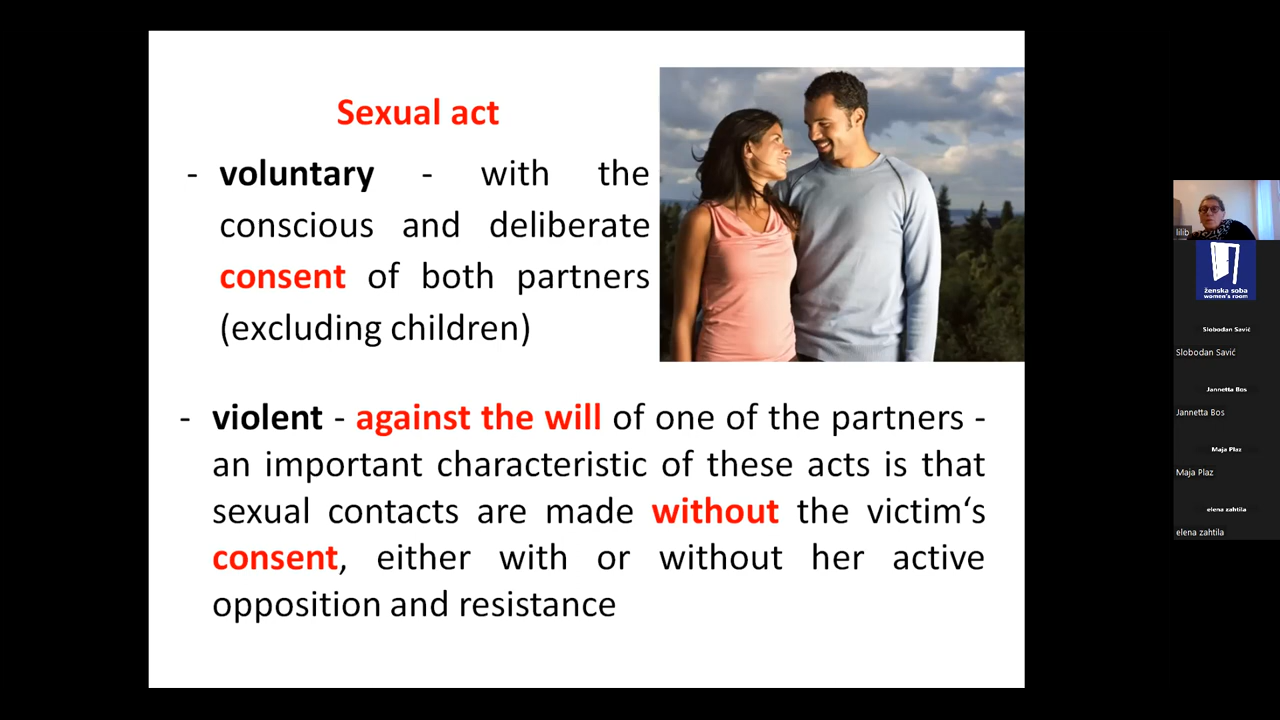 Sexual act
- voluntary - with the
conscious and deliberate
consent of both partners
(excluding children)
- violent - against the will of one of the partners -
an important characteristic of these acts is that
sexual contacts are made without the victim‘s
consent, either with or without her active
opposition and resistance
lilib
ženska soba
women's room
Slobodan Savić
Slobodan Savić
Jannetta Bos
Jannetta Bos
Maja Plaz
Maja Plaz
elena zahtila
elena zahtila